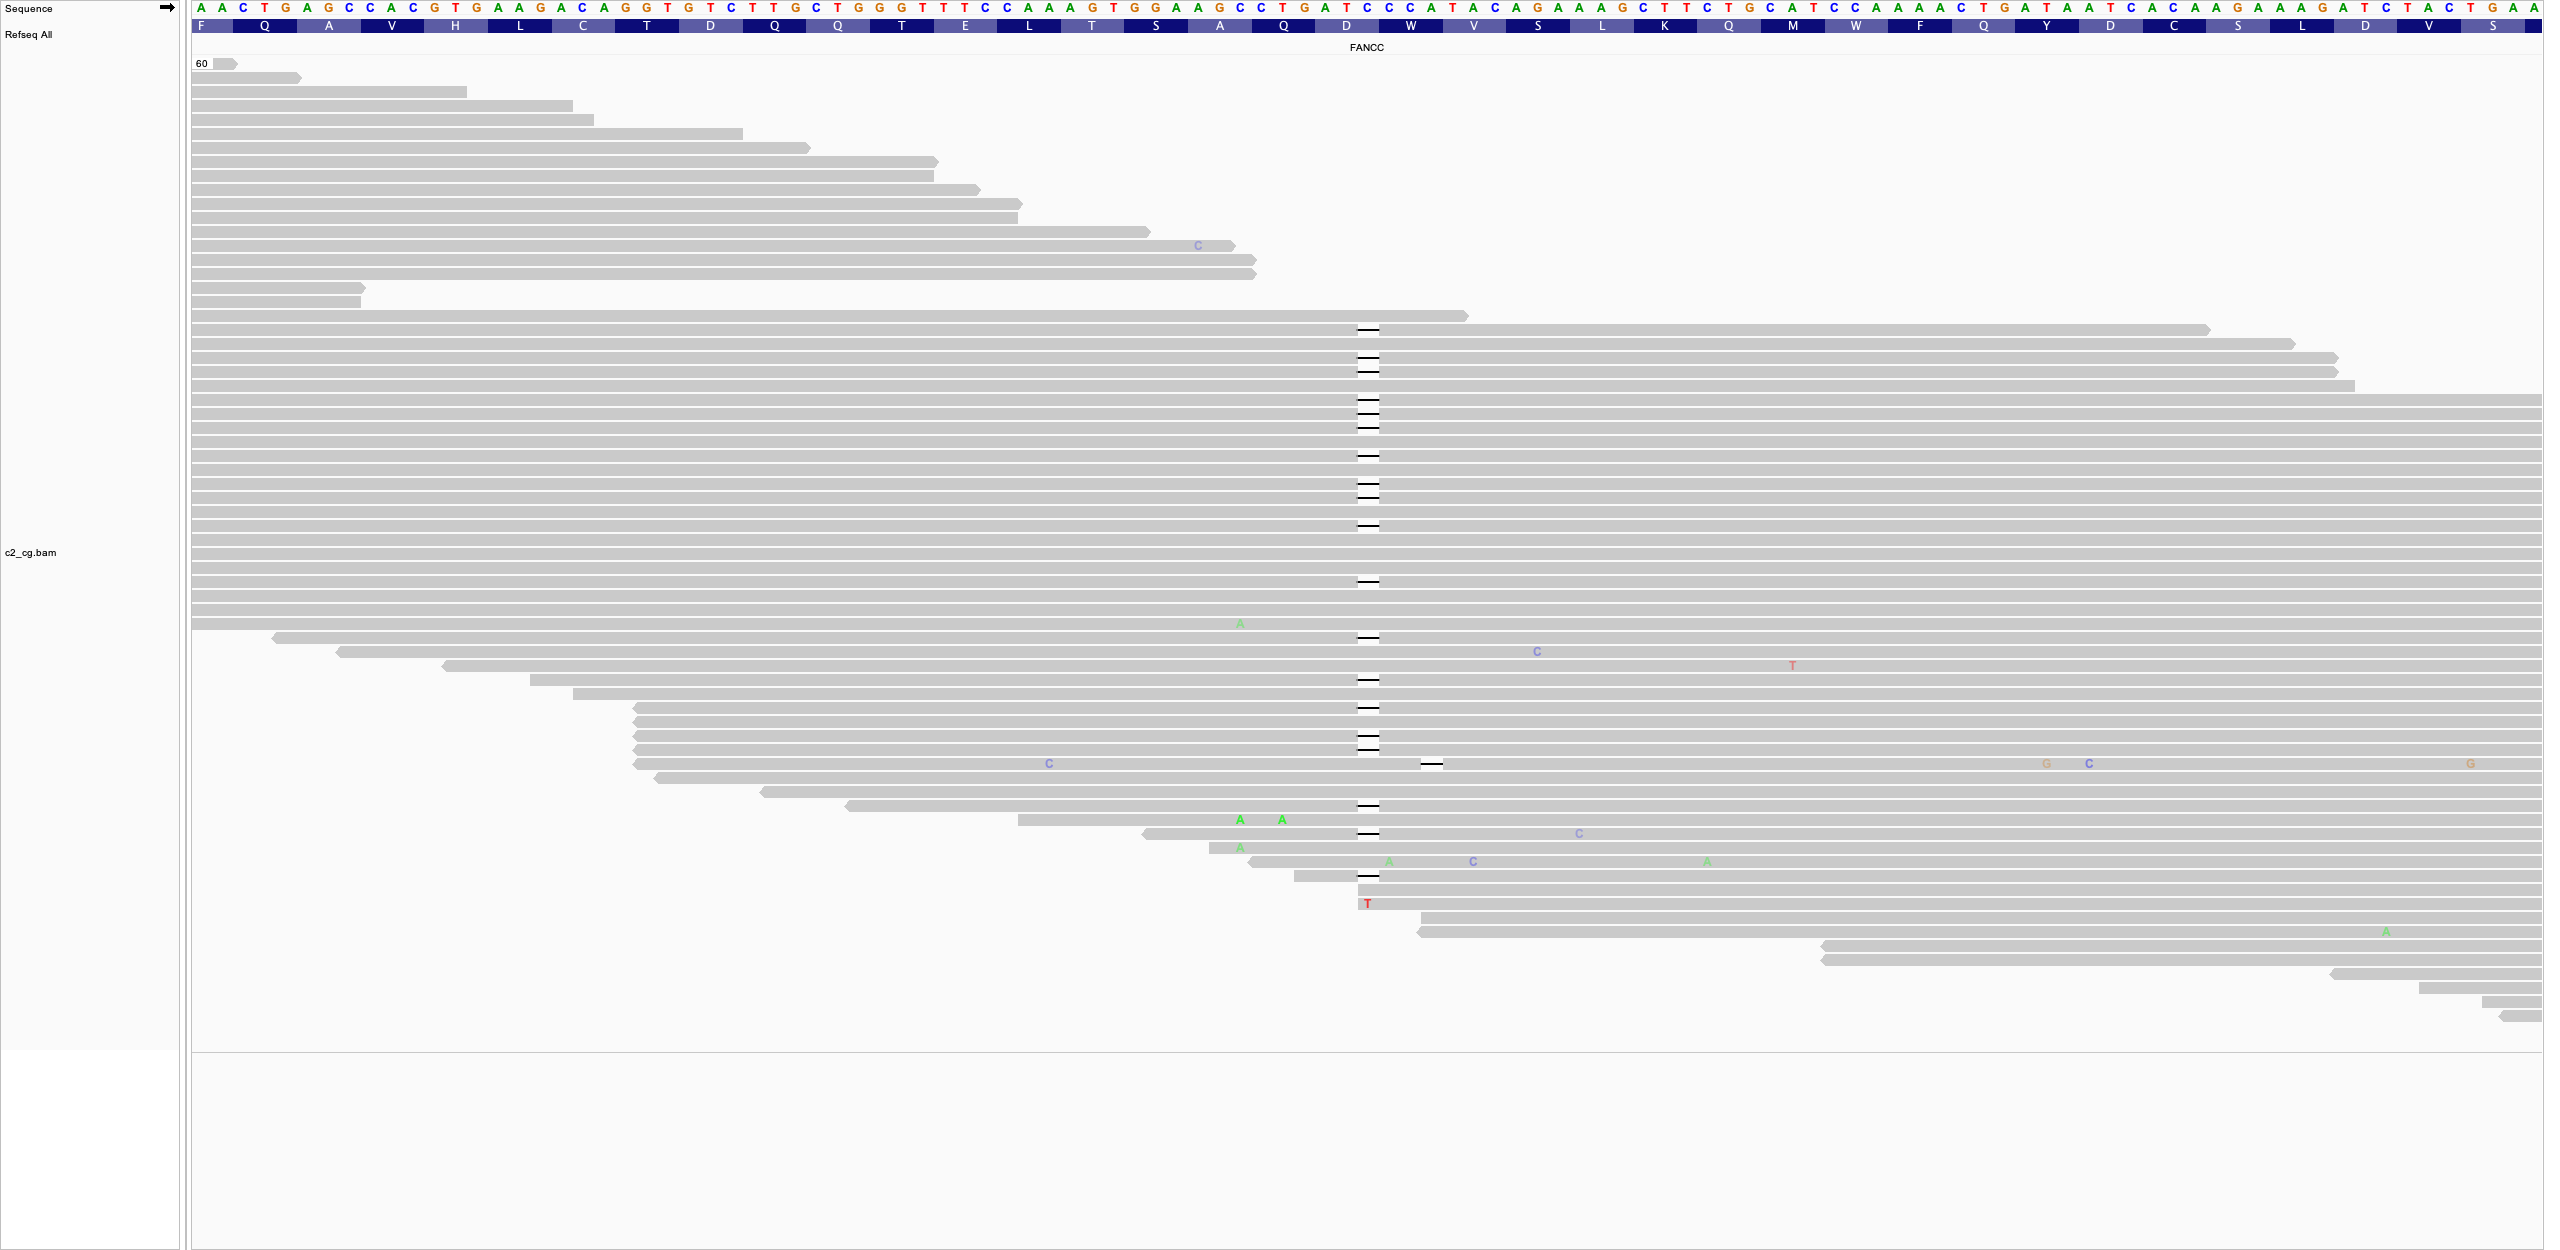 Sequence A A C T G A G C C A C G T G A A G A C A G G T G T C T T G C T G G G T T T C C A A A G T G G A A G C C T G A T C C C A T A C A G A A A G C T T C T G C A T C C A A A A C T G A T A A T C A C A A G A A A G A T C T A C T G A A
F Q A V H L C T D Q Q T E L T S A Q D W V S L K Q M W F Q Y D C S L D V S
Refseq All
FANCC
60
C
c2_cg.bam
A
C
T
C G C G
A A
C
A
A C A
T
A